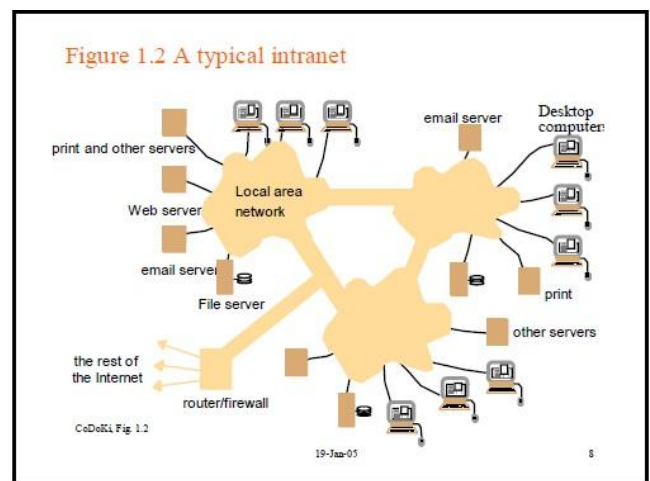 Figure 1.2 A typical intranet
email server
Desktop
computers
print and other servers
Local area
network
Web server
email server
File server
print
other servers
the rest of
the Internet
router/firewall
CoDoKi, Fig. 1.2
19-Jan-05
8